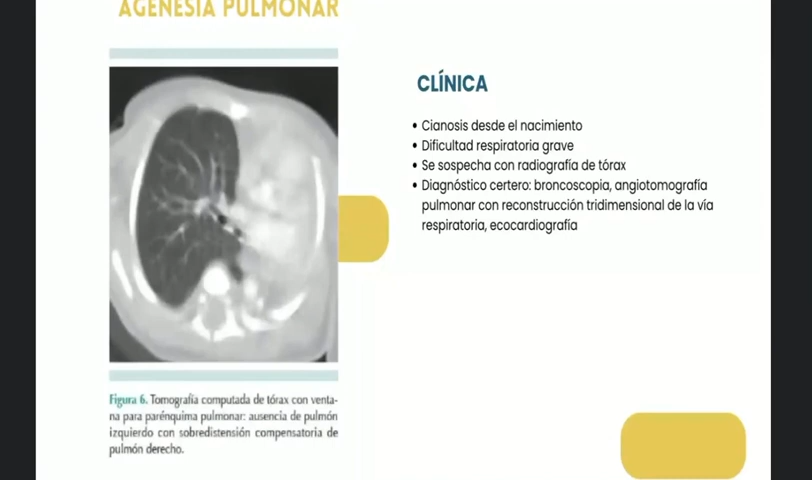 AGENESIA PULMONAR
CLÍNICA
• Cianosis desde el nacimiento
• Dificultad respiratoria grave
• Se sospecha con radiografía de tórax
• Diagnóstico certero: broncoscopia, angiotomografía
pulmonar con reconstrucción tridimensional de la vía
respiratoria, ecocardiografía
Figura 6. Tomografía computada de tórax con venta-
na para parénquima pulmonar: ausencia de pulmón
izquierdo con sobredistensión compensatoria de
pulmón derecho.